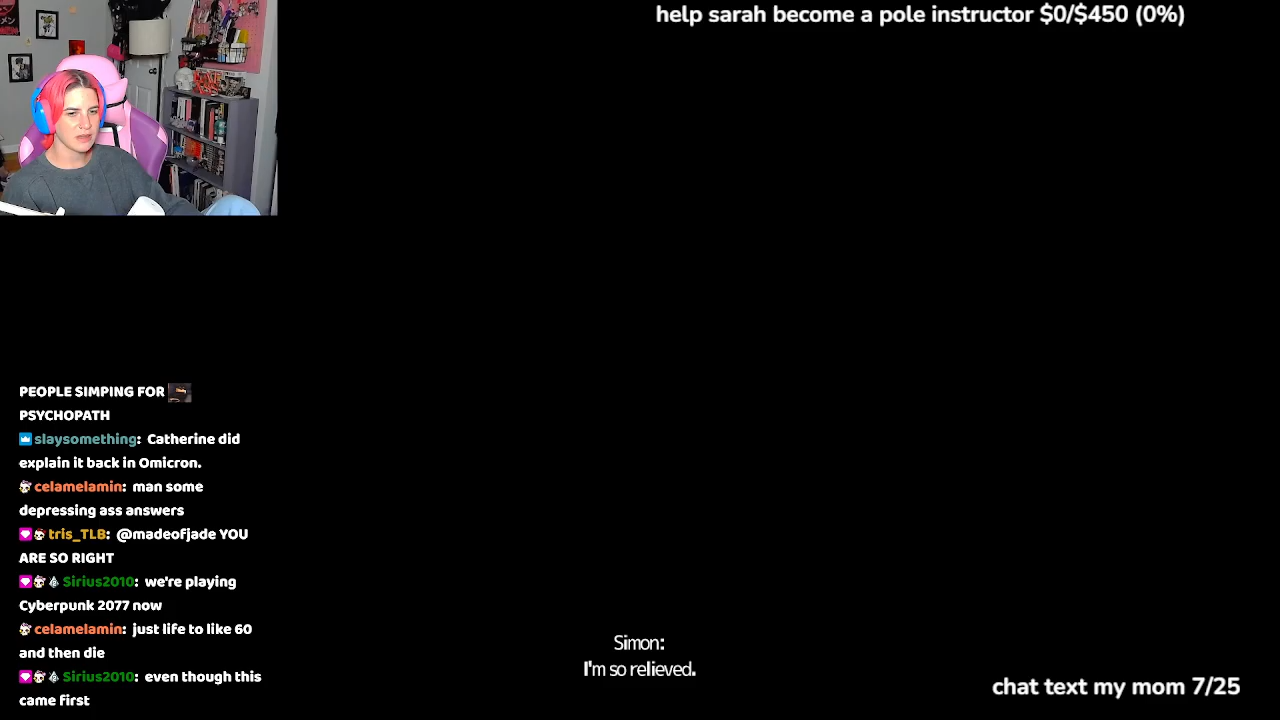 help sarah become a pole instructor $0/$450 (0%)
PEOPLE SIMPING FOR
PSYCHOPATH
slaysomething: Catherine did
explain it back in Omicron.
celamelamin: man some
depressing ass answers
tris_TLB: @madeofjade YOU
ARE SO RIGHT
Sirius2010: we're playing
Cyberpunk 2077 now
celamelamin: just life to like 60
and then die
Sirius2010: even though this
came first
Simon:
I'm so relieved.
chat text my mom 7/25